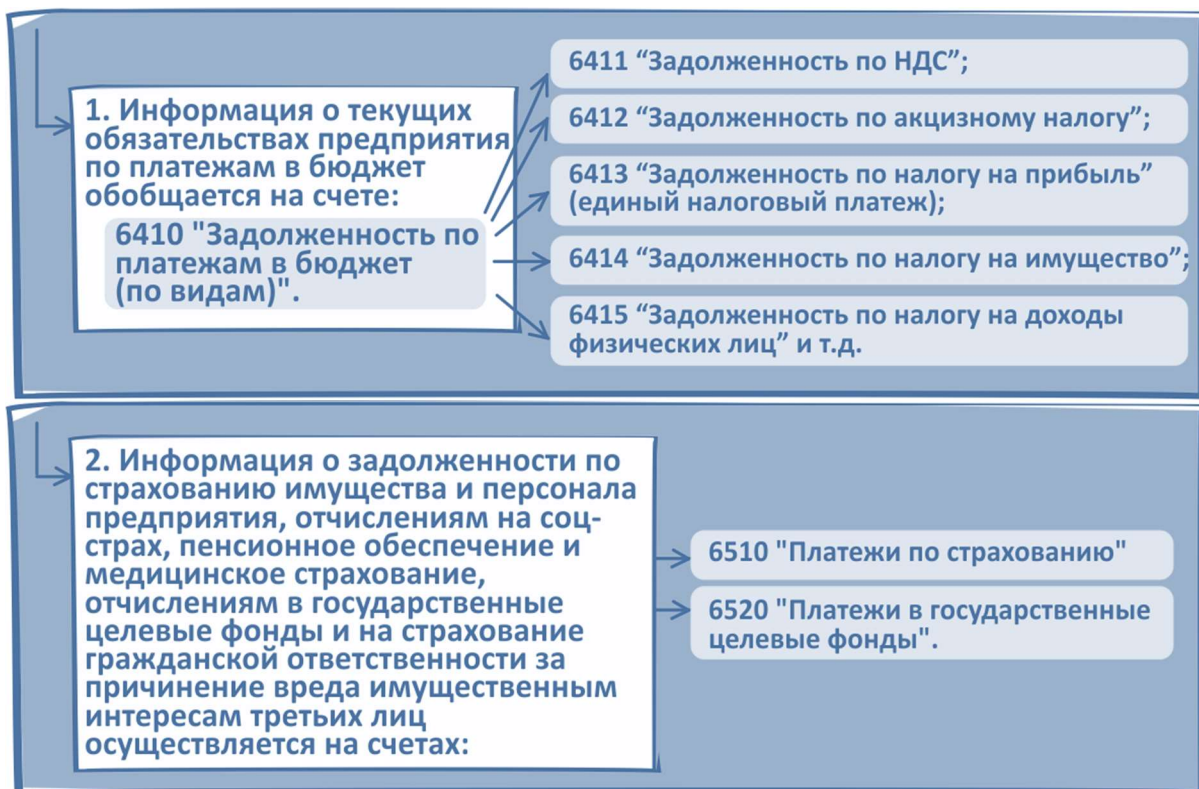 1. Информация о текущих
обязательствах предприятия
по платежам в бюджет
обобщается на счете:
6410 "Задолженность по
платежам в бюджет
(по видам)".
6411 “Задолженность по НДС”;
6412 “Задолженность по акцизному налогу”;
6413 “Задолженность по налогу на прибыль”
(единый налоговый платеж);
6414 “Задолженность по налогу на имущество”;
6415 “Задолженность по налогу на доходы
физических лиц” и т.д.
2. Информация о задолженности по
страхованию имущества и персонала
предприятия, отчислениям на соц-
страх, пенсионное обеспечение и
медицинское страхование,
отчислениям в государственные
целевые фонды и на страхование
гражданской ответственности за
причинение вреда имущественным
интересам третьих лиц
осуществляется на счетах:
6510 "Платежи по страхованию"
6520 "Платежи в государственные
целевые фонды".